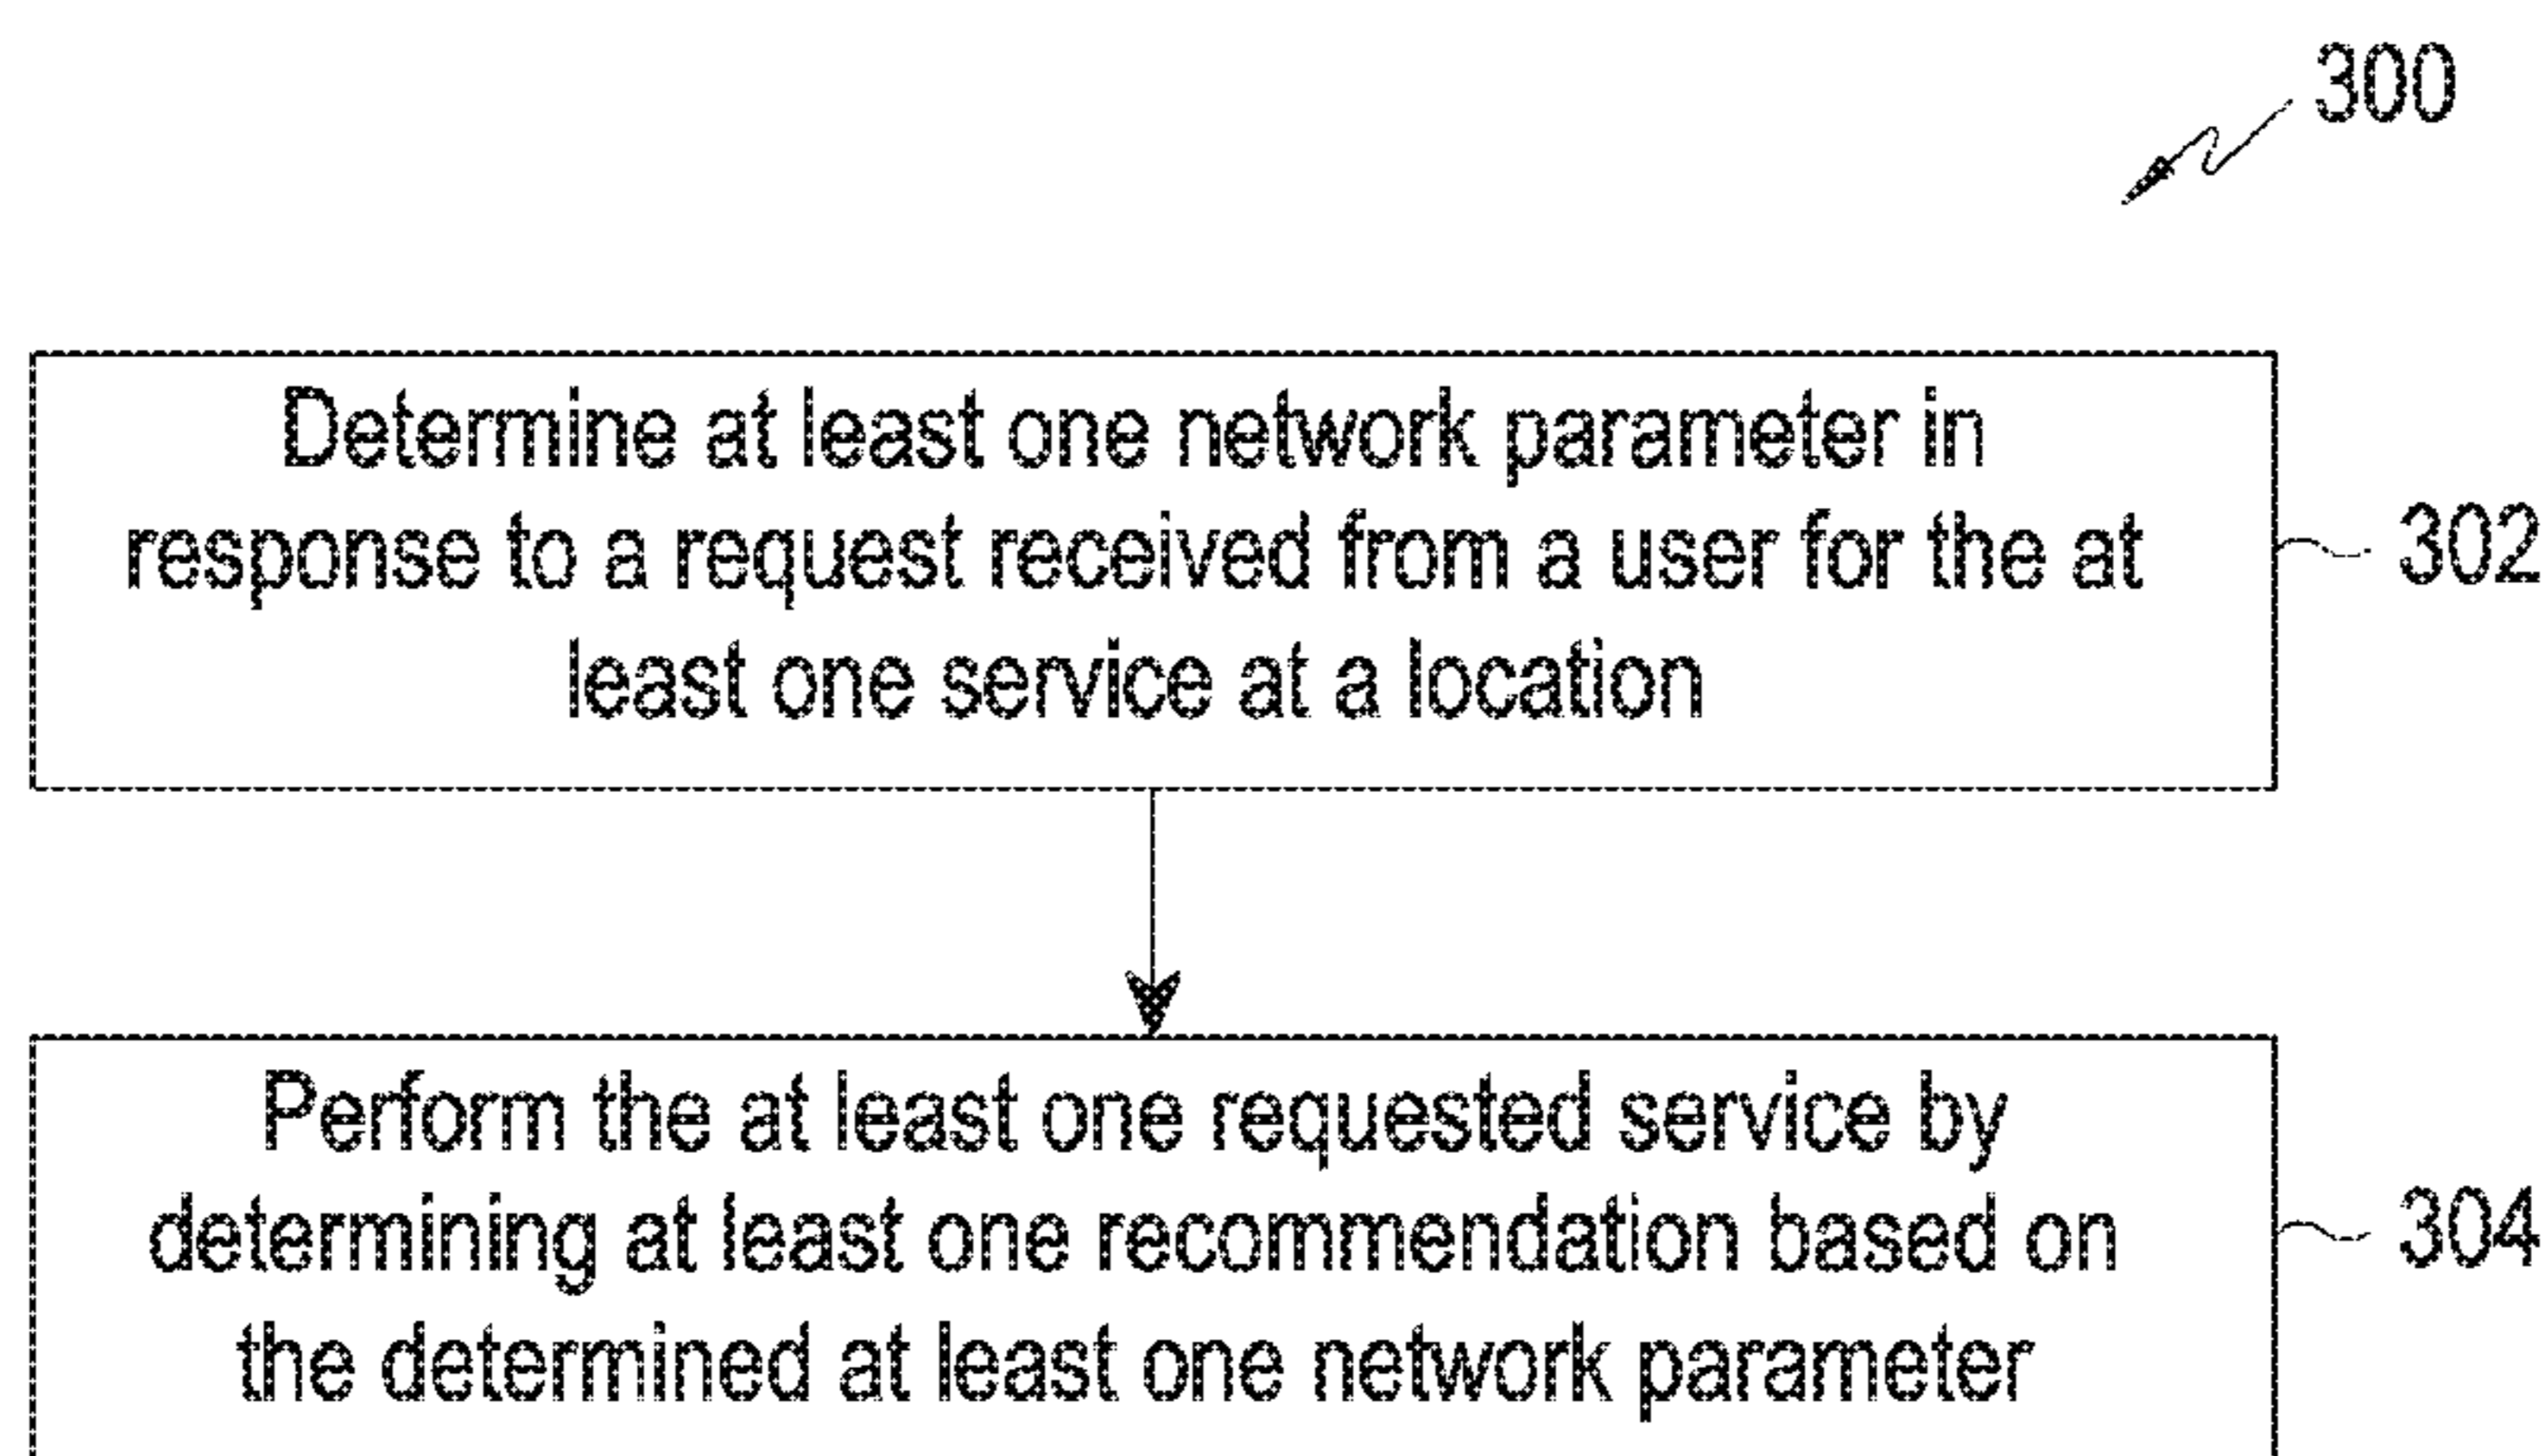 300
Determine at least one network parameter in
response to a request received from a user for the at
least one service at a location
302
Perform the at least one requested service by
determining at least one recommendation based on
the determined at least one network parameter
304